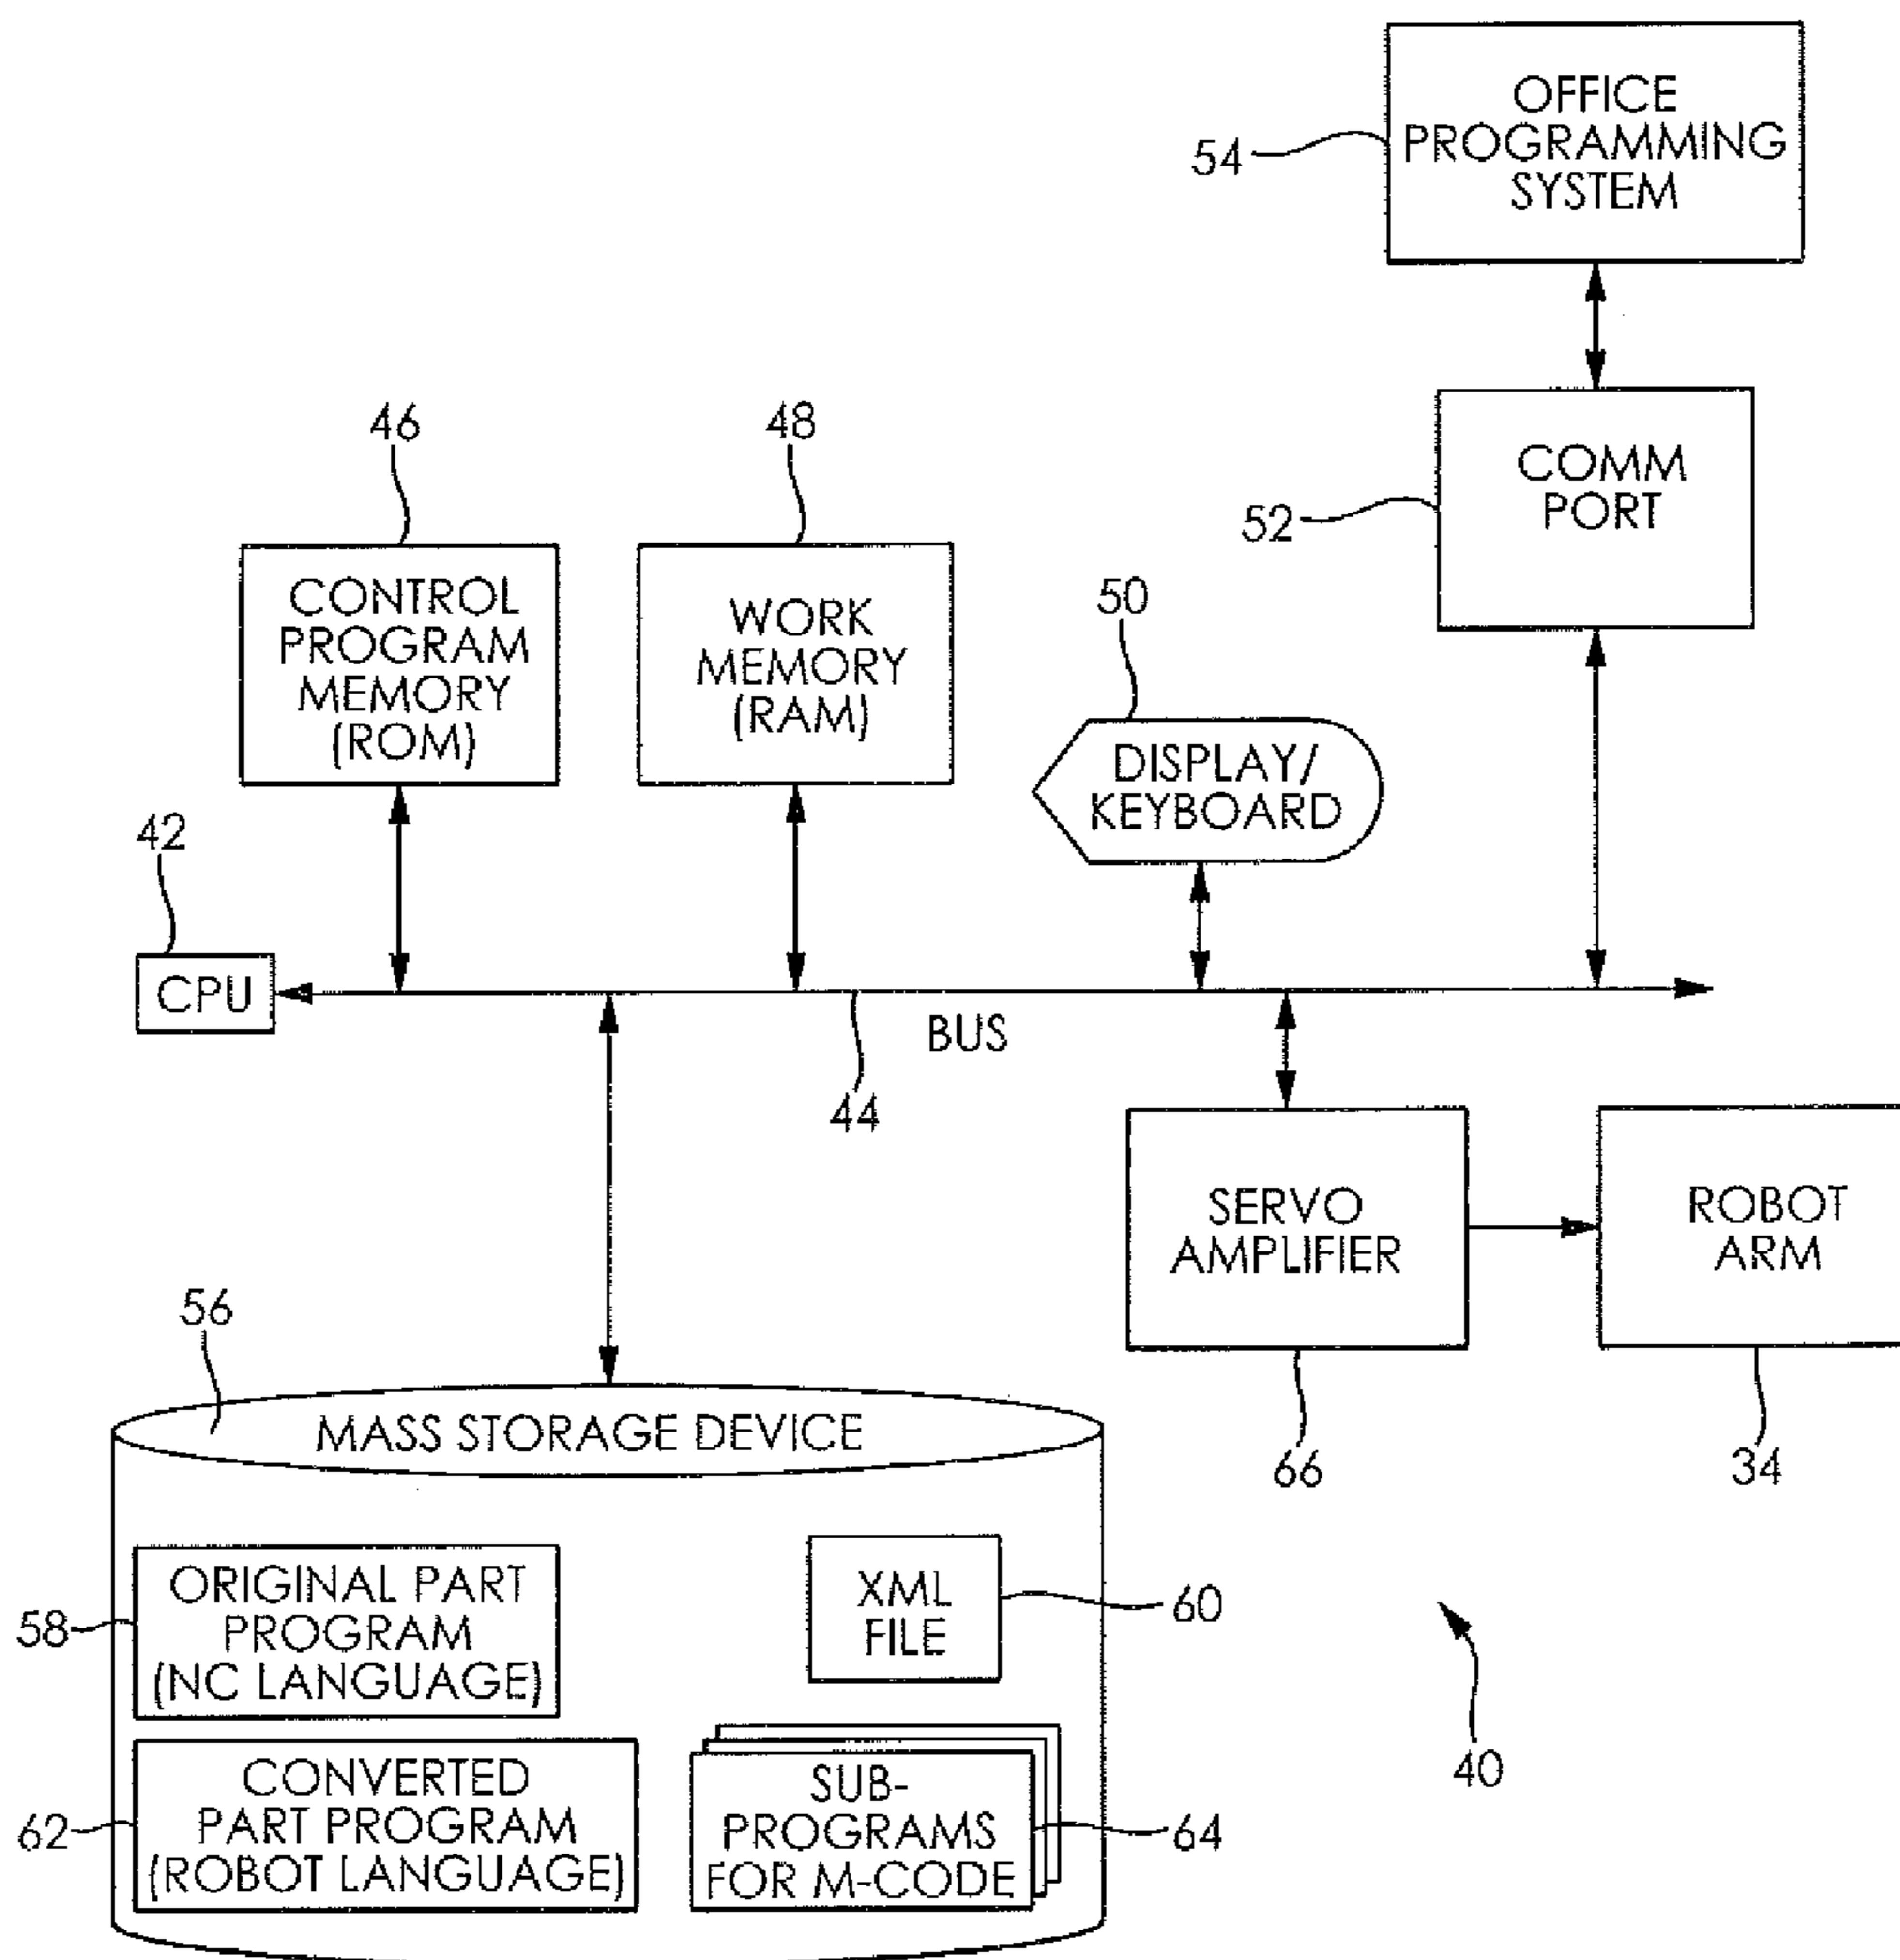 OFFICE
PROGRAMMING
SYSTEM
54
COMM
PORT
52
46
48
CONTROL
PROGRAM
MEMORY
(ROM)
WORK
MEMORY
(RAM)
50
DISPLAY/
KEYBOARD
42
CPU
BUS
44
SERVO
AMPLIFIER
ROBOT
ARM
66
34
56
MASS STORAGE DEVICE
ORIGINAL PART
PROGRAM
(NC LANGUAGE)
58
XML
FILE
60
CONVERTED
PART PROGRAM
(ROBOT LANGUAGE)
62
SUB-
PROGRAMS
FOR M-CODE
64
40